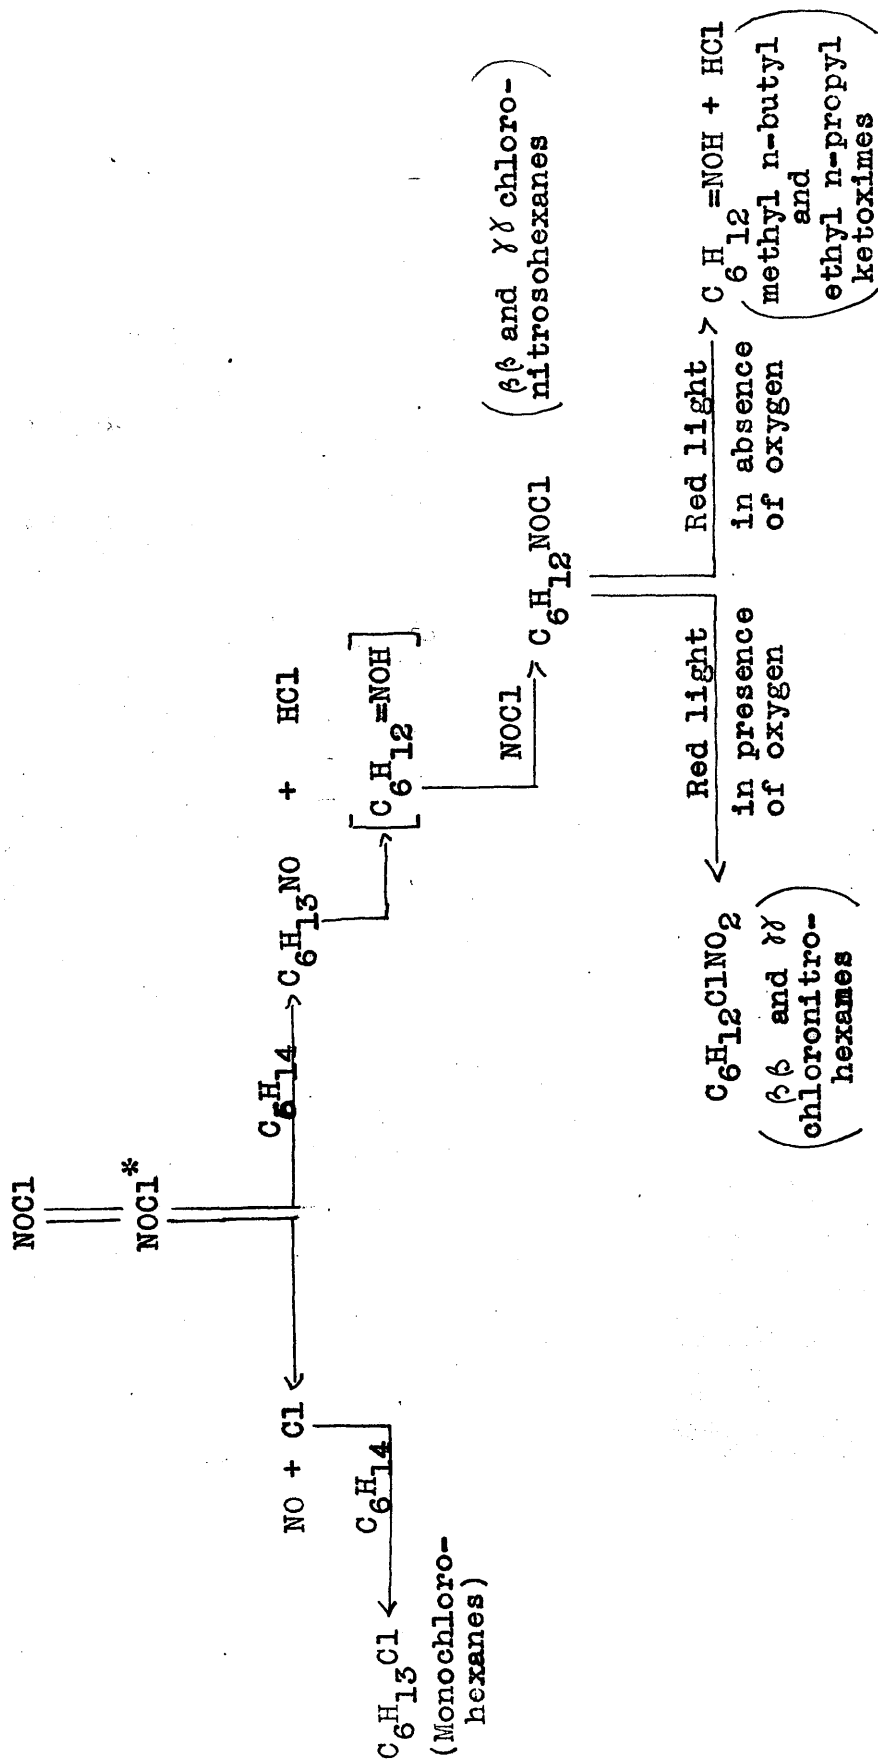 NOCl
NOCl*
NO + Cl
C6H14
C6H13Cl
(Monochloro-
hexanes)
C6H14
C6H13NO + HCl
[C6H12=NOH]
NOCl
C6H12NOCl
(ββ and γγ chloro-
nitrosohexanes)
Red light
in presence
of oxygen
C6H12ClNO2
(ββ and γγ
chloronitro-
hexames)
Red light
in absence
of oxygen
C6H12=NOH + HCl
(methyl n-butyl
and
ethyl n-propyl
ketoximes)